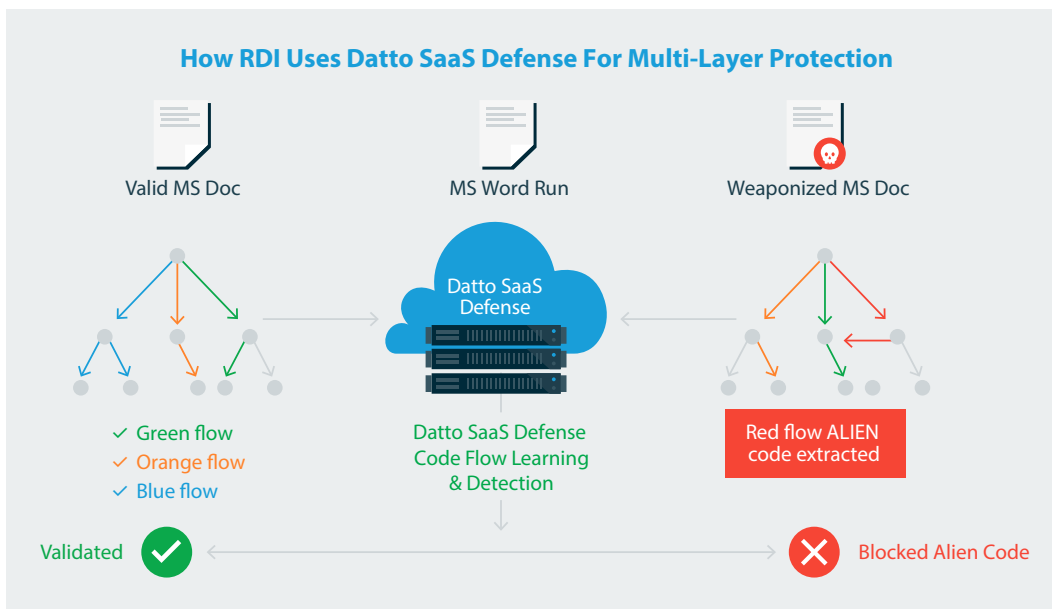 How RDI Uses Datto SaaS Defense For Multi-Layer Protection
Valid MS Doc
MS Word Run
Weaponized MS Doc
Datto SaaS
Defense
Green flow
Orange flow
Blue flow
Datto SaaS Defense
Code Flow Learning
& Detection
Red flow ALIEN
code extracted
Validated
Blocked Alien Code